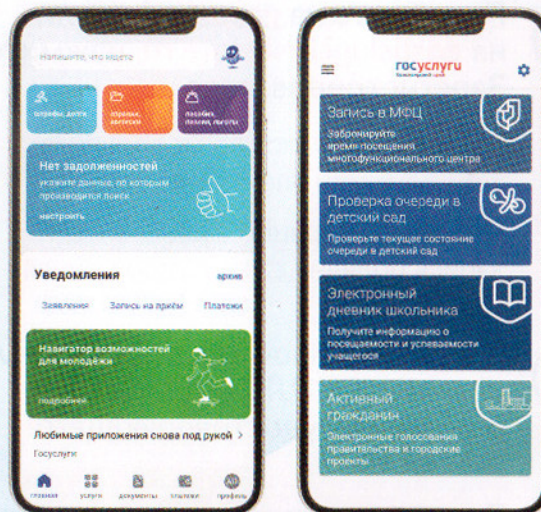 Напишите, что ищете
штрафы, долги
справки, выписки
пособия, пенсия, льготы
Нет задолженностей
укажите данные, по которым
производится поиск
настроить
Уведомления архив
Заявления Запись на приём Платежи
Навигатор возможностей
для молодёжи
подробнее
Любимые приложения снова под рукой >
Госуслуги
главная услуги документы платежи профиль
госуслуги
Красноярский край
Запись в МФЦ
Забронируйте
время посещения
многофункционального центра
Проверка очереди в
детский сад
Проверьте текущее состояние
очереди в детский сад
Электронный
дневник школьника
Получите информацию о
посещаемости и успеваемости
учащегося
Активный
гражданин
Электронные голосования
правительства и городские
проекты